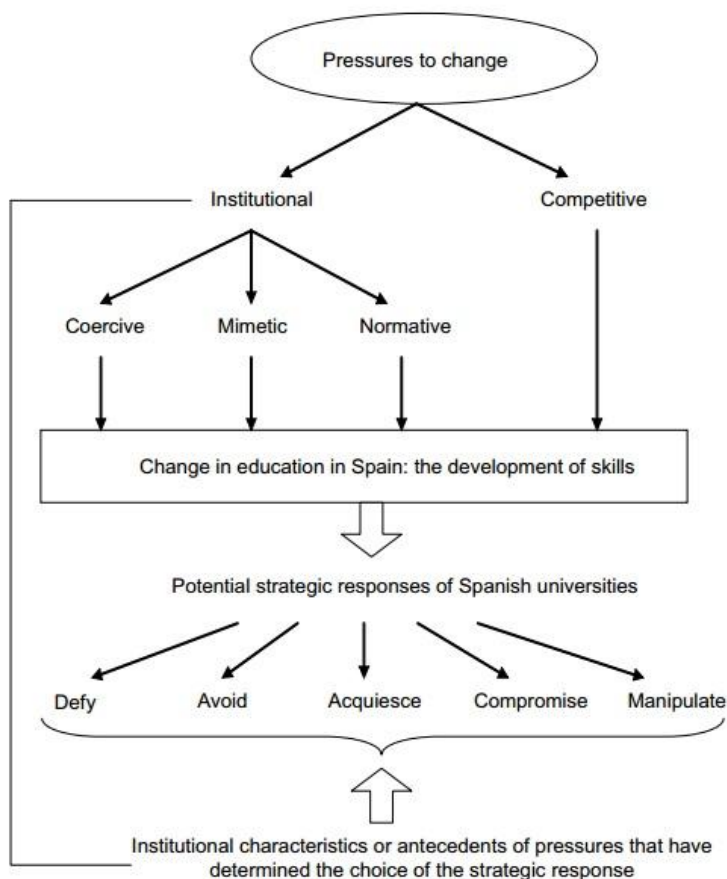 Pressures to change
Institutional
Competitive
Coercive
Mimetic
Normative
Change in education in Spain: the development of skills
Potential strategic responses of Spanish universities
Defy
Avoid
Acquiesce
Compromise
Manipulate
Institutional characteristics or antecedents of pressures that have
determined the choice of the strategic response